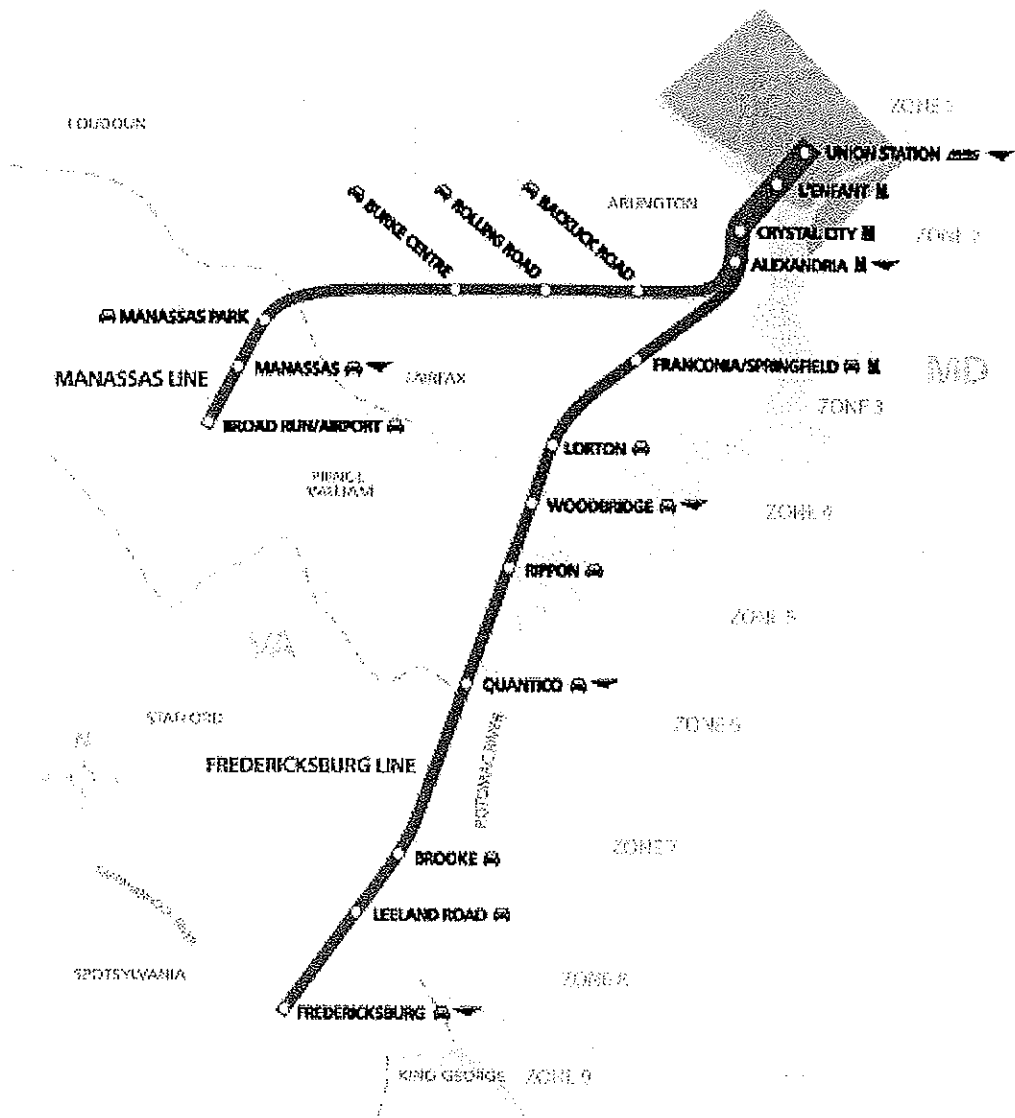 LOUDOUN
ZONE 1
UNION STATION
L'ENFANT M
ARLINGTON
BURKE CENTRE
ROLLING ROAD
BACKLICK ROAD
CRYSTAL CITY M
ZONE 2
ALEXANDRIA M
MANASSAS PARK
MANASSAS LINE
MANASSAS
FAIRFAX
FRANCONIA/SPRINGFIELD M
MD
ZONE 3
BROAD RUN/AIRPORT
LORTON
PRINCE
WILLIAM
WOODBRIDGE
ZONE 4
RIPPON
ZONE 5
VA
QUANTICO
STAFFORD
ZONE 6
N
POTOMAC RIVER
FREDERICKSBURG LINE
ZONE 7
BROOKE
LEELAND ROAD
SPOTSYLVANIA
ZONE 8
FREDERICKSBURG
KING GEORGE
ZONE 9